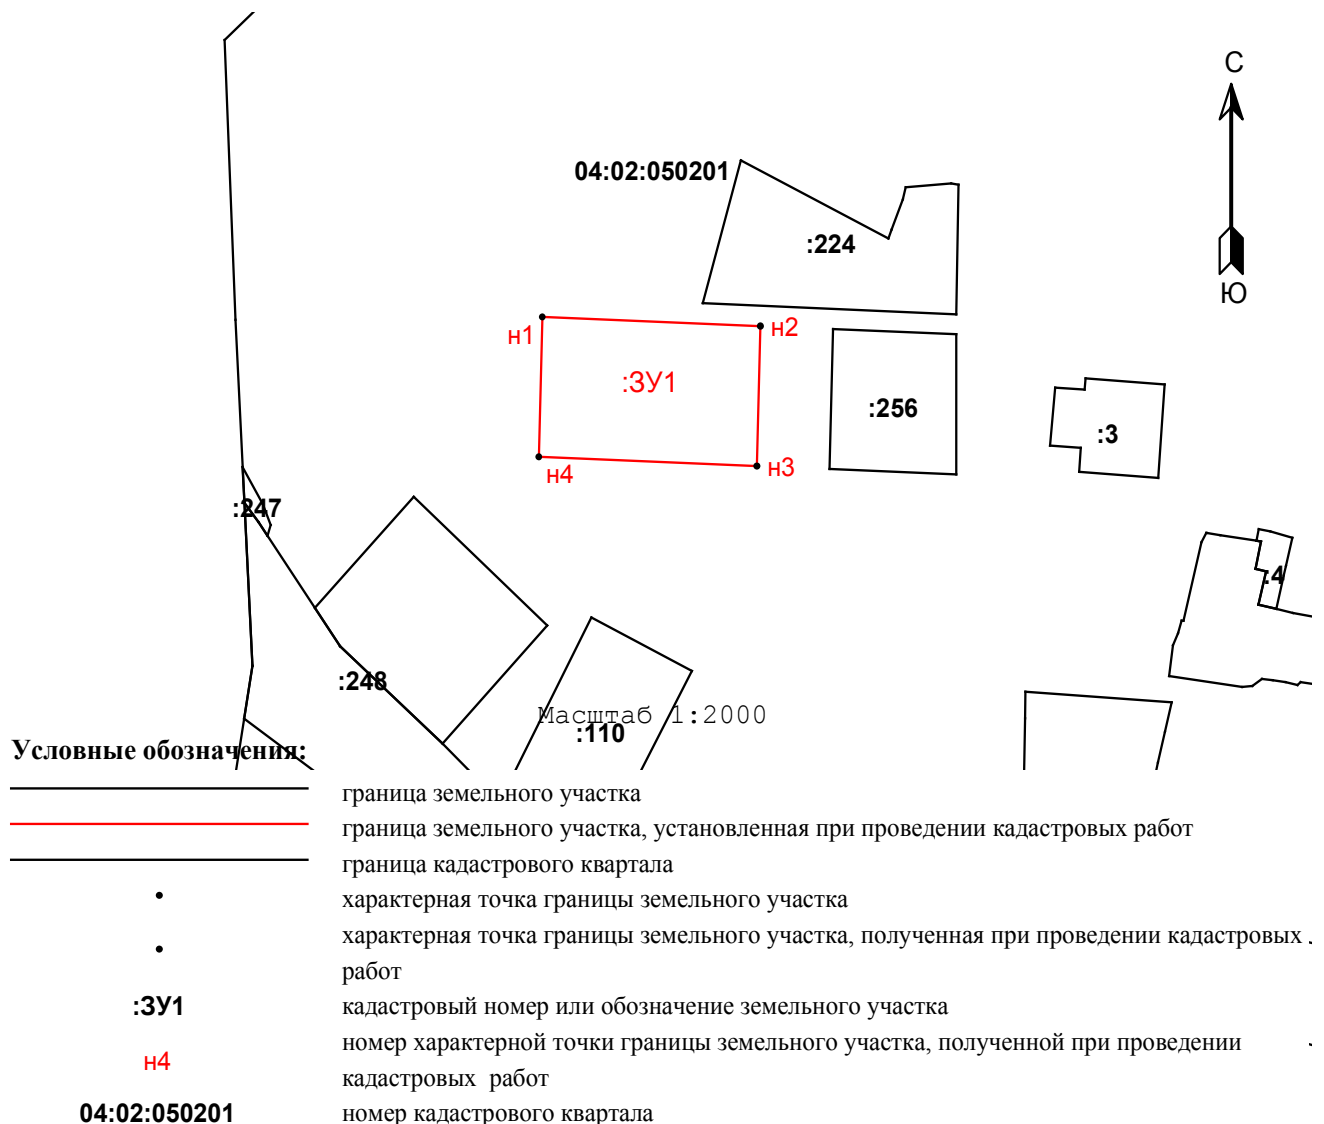 С
04:02:050201
:224
Ю
н1
н2
:ЗУ1
:256
:3
н4
н3
:247
:4
:248
Масштаб 1:2000
:110
Условные обозначения:
граница земельного участка
граница земельного участка, установленная при проведении кадастровых работ
граница кадастрового квартала
характерная точка границы земельного участка
характерная точка границы земельного участка, полученная при проведении кадастровых
работ
:ЗУ1 кадастровый номер или обозначение земельного участка
н4 номер характерной точки границы земельного участка, полученной при проведении
кадастровых работ
04:02:050201 номер кадастрового квартала